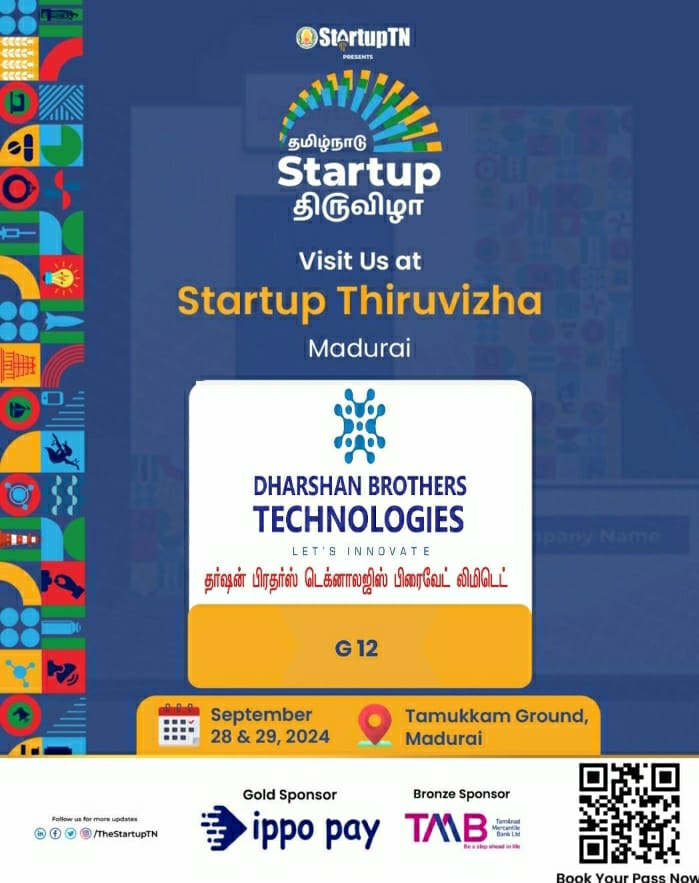 StartupTN
PRESENTS
தமிழ்நாடு
Startup
திருவிழா
Visit Us at
Startup Thiruvizha
Madurai
DHARSHAN BROTHERS
TECHNOLOGIES
LET'S INNOVATE
தர்ஷன் பிரதர்ஸ் டெக்னாலஜிஸ் பிரைவேட் லிமிடெட்
mpany Name
G 12
September
28 & 29, 2024
Tamukkam Ground,
Madurai
Gold Sponsor
ippo pay
Bronze Sponsor
TMB
Tamilnad
Mercantile
Bank Ltd
Be a step ahead in life
Follow us for more updates
/TheStartupTN
Book Your Pass Now